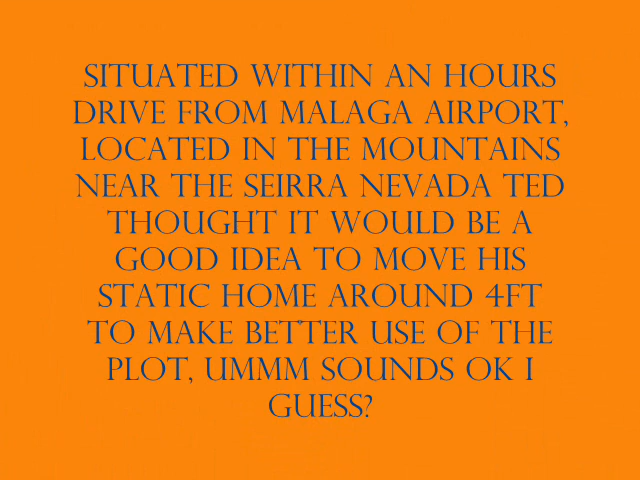 SITUATED WITHIN AN HOURS
DRIVE FROM MALAGA AIRPORT,
LOCATED IN THE MOUNTAINS
NEAR THE SEIRRA NEVADA TED
THOUGHT IT WOULD BE A
GOOD IDEA TO MOVE HIS
STATIC HOME AROUND 4FT
TO MAKE BETTER USE OF THE
PLOT, UMMM SOUNDS OK I
GUESS?